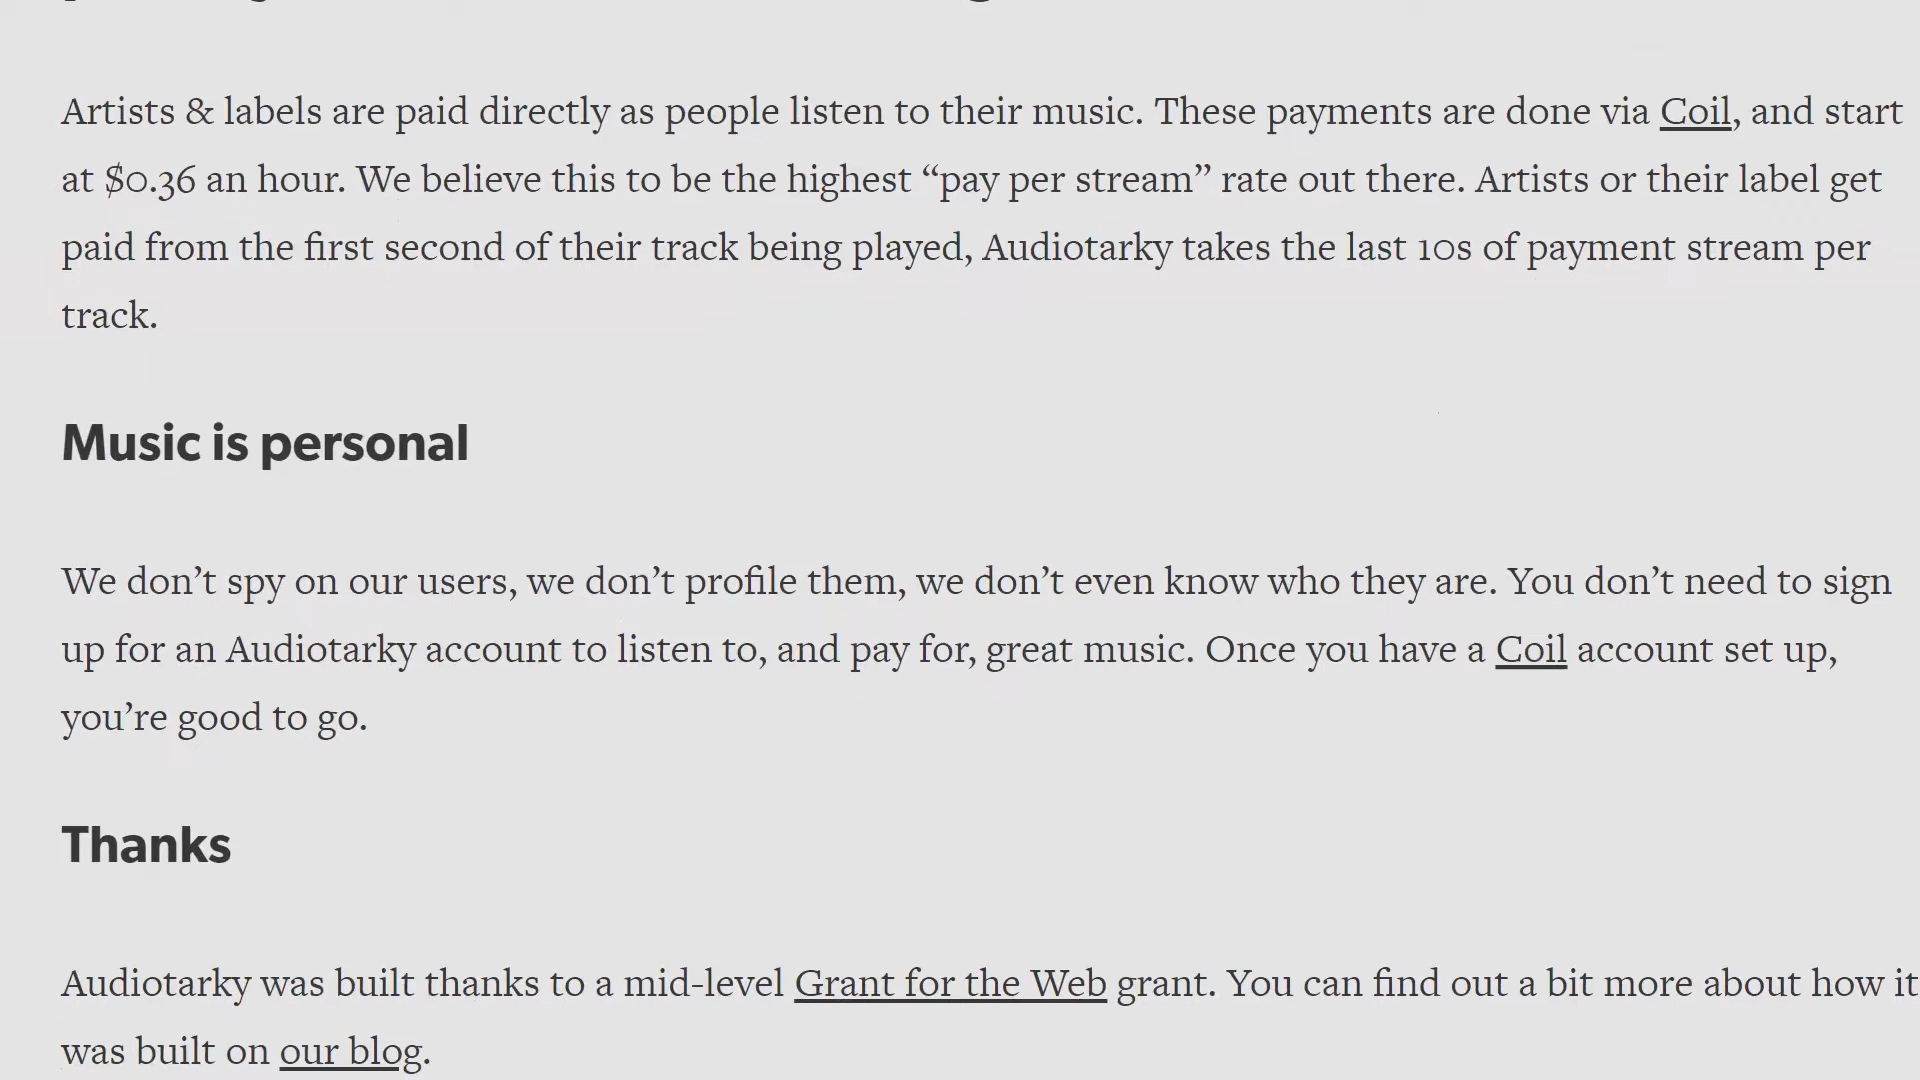 Artists & labels are paid directly as people listen to their music. These payments are done via Coil, and start
at $0.36 an hour. We believe this to be the highest “pay per stream” rate out there. Artists or their label get
paid from the first second of their track being played, Audiotarky takes the last 10s of payment stream per
track.
Music is personal
We don’t spy on our users, we don’t profile them, we don’t even know who they are. You don’t need to sign
up for an Audiotarky account to listen to, and pay for, great music. Once you have a Coil account set up,
you’re good to go.
Thanks
Audiotarky was built thanks to a mid-level Grant for the Web grant. You can find out a bit more about how it
was built on our blog.